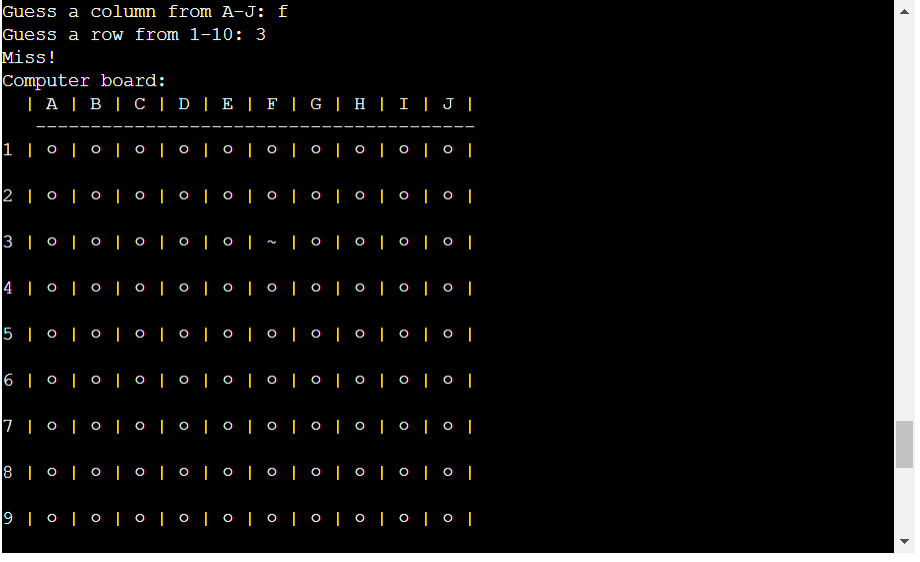 Guess a column from A-J: f
Guess a row from 1-10: 3
Miss!
Computer board:
| A | B | C | D | E | F | G | H | I | J |
----------------------------------------
1 | o | o | o | o | o | o | o | o | o | o |
2 | o | o | o | o | o | o | o | o | o | o |
3 | o | o | o | o | o | ~ | o | o | o | o |
4 | o | o | o | o | o | o | o | o | o | o |
5 | o | o | o | o | o | o | o | o | o | o |
6 | o | o | o | o | o | o | o | o | o | o |
7 | o | o | o | o | o | o | o | o | o | o |
8 | o | o | o | o | o | o | o | o | o | o |
9 | o | o | o | o | o | o | o | o | o | o |